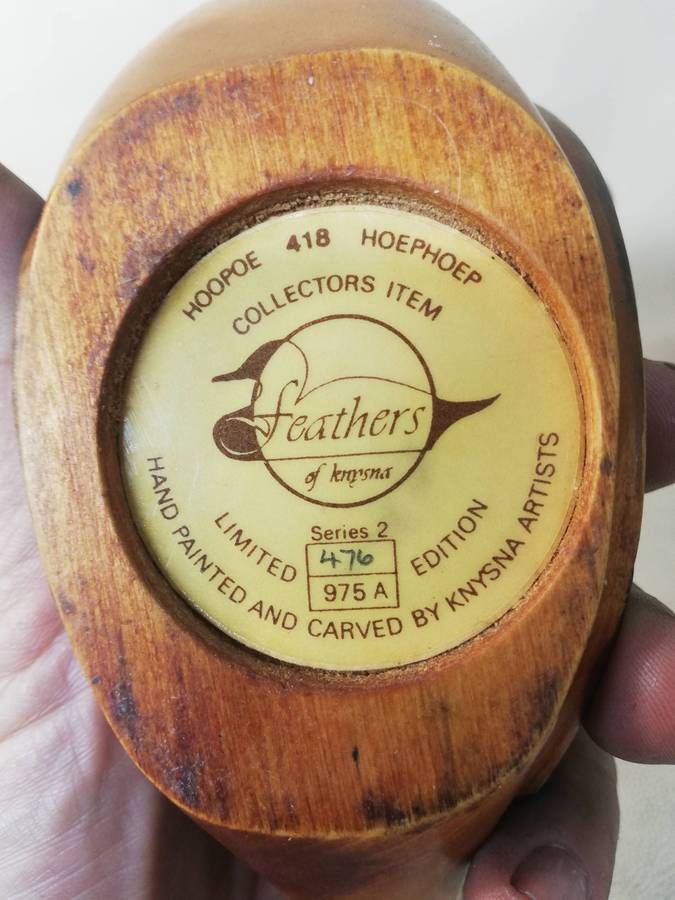 HOOPOE 418 HOEPHOEP
COLLECTORS ITEM
feathers
of knysna
Series 2
476
975 A
LIMITED EDITION
HAND PAINTED AND CARVED BY KNYSNA ARTISTS